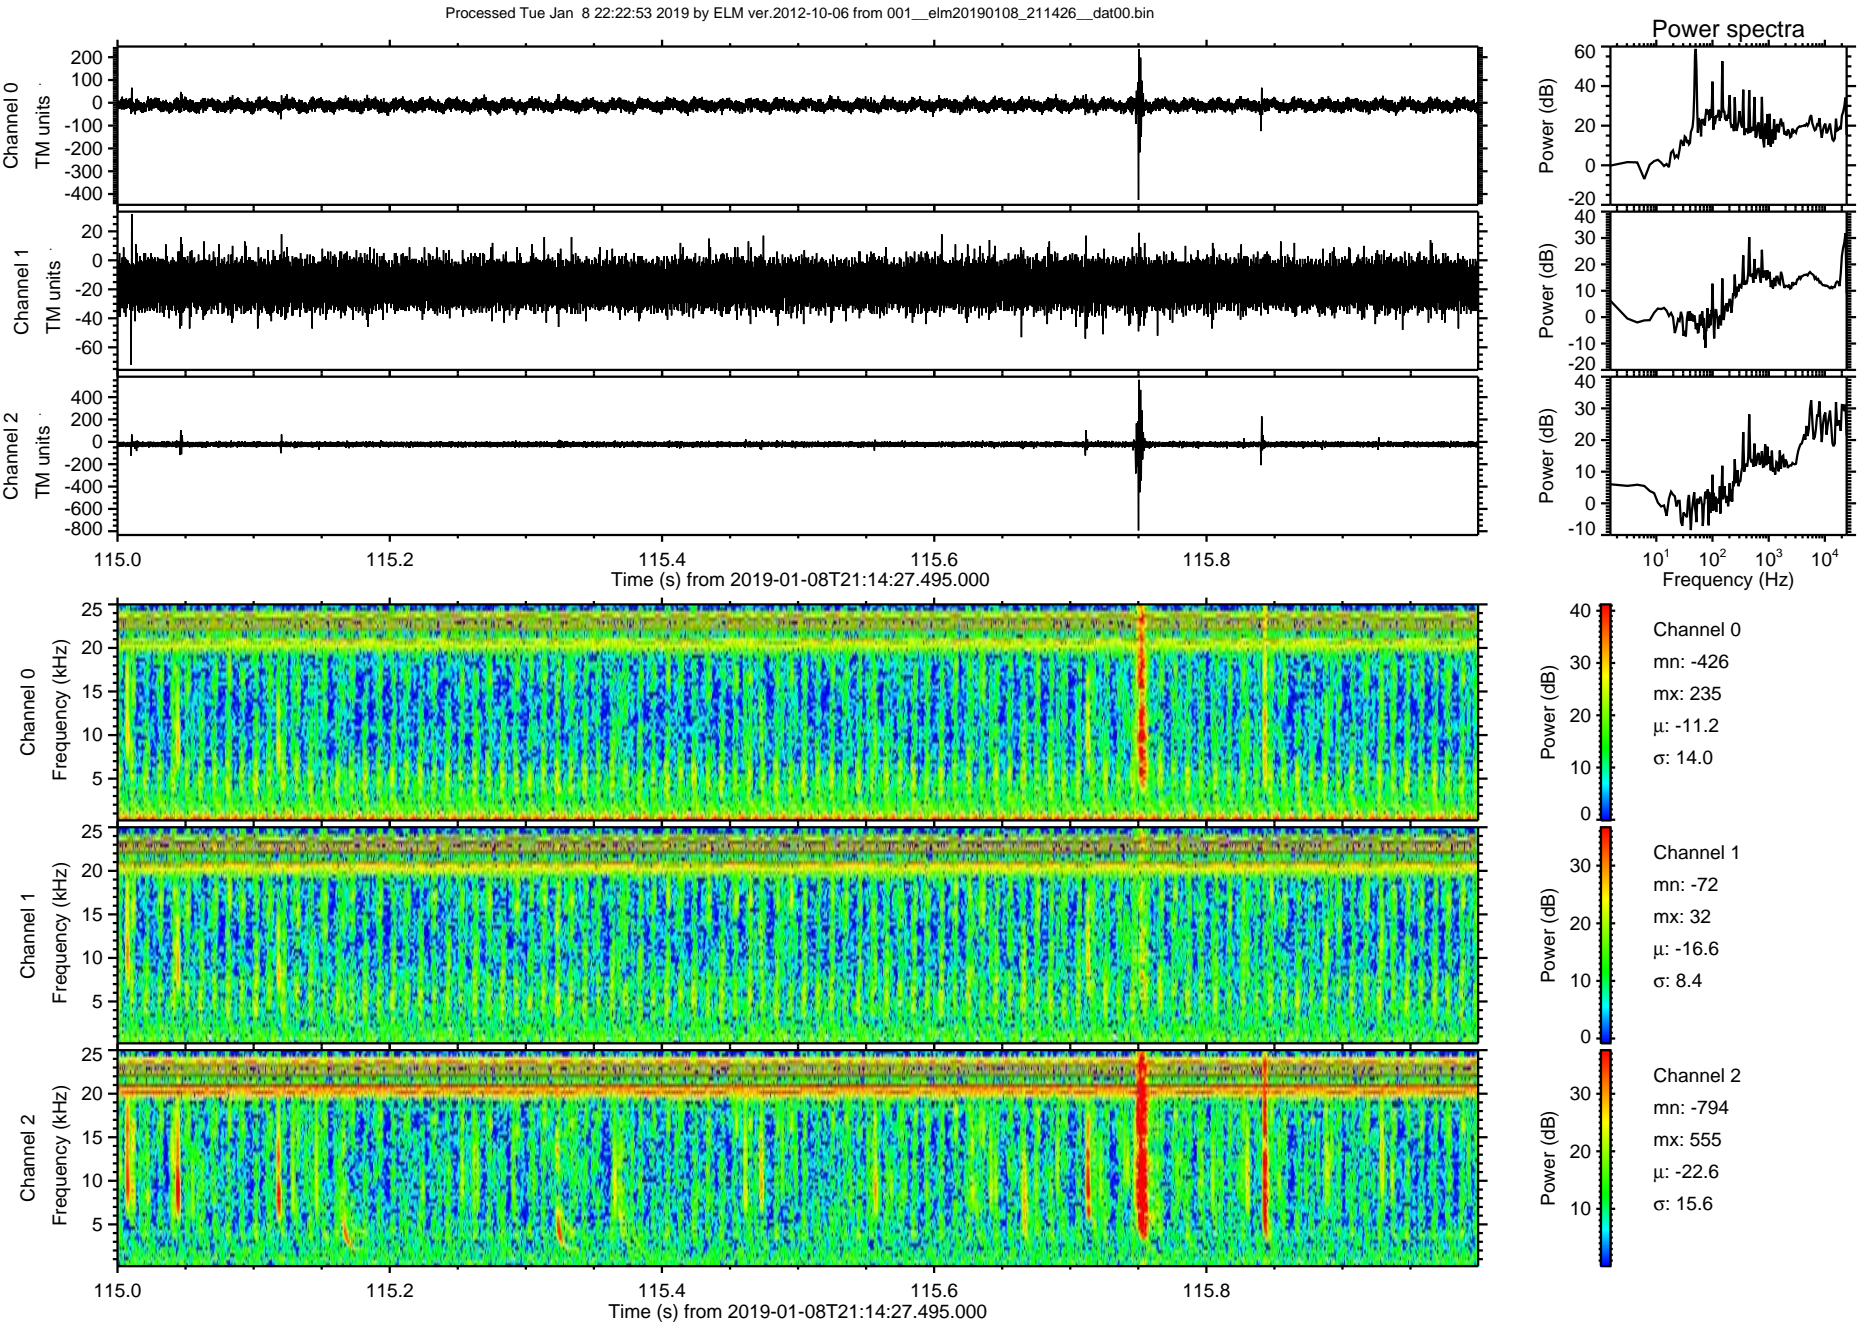 Processed Tue Jan  8 22:22:53 2019 by ELM ver.2012-10-06 from 001__elm20190108_211426__dat00.bin
Power spectra
Channel 0
TM units
200
100
0
-100
-200
-300
-400
Power (dB)
60
40
20
0
-20
Channel 1
TM units
20
0
-20
-40
-60
Power (dB)
40
30
20
10
0
-10
-20
Channel 2
TM units
400
200
0
-200
-400
-600
-800
Power (dB)
40
30
20
10
0
-10
115.0 115.2 115.4 115.6 115.8
Time (s) from 2019-01-08T21:14:27.495.000
10¹ 10² 10³ 10⁴
Frequency (Hz)
Channel 0
Frequency (kHz)
25
20
15
10
5
Power (dB)
40
30
20
10
0
Channel 0
mn: -426
mx: 235
μ: -11.2
σ: 14.0
Channel 1
Frequency (kHz)
25
20
15
10
5
Power (dB)
30
20
10
0
Channel 1
mn: -72
mx: 32
μ: -16.6
σ: 8.4
Channel 2
Frequency (kHz)
25
20
15
10
5
Power (dB)
30
20
10
Channel 2
mn: -794
mx: 555
μ: -22.6
σ: 15.6
115.0 115.2 115.4 115.6 115.8
Time (s) from 2019-01-08T21:14:27.495.000